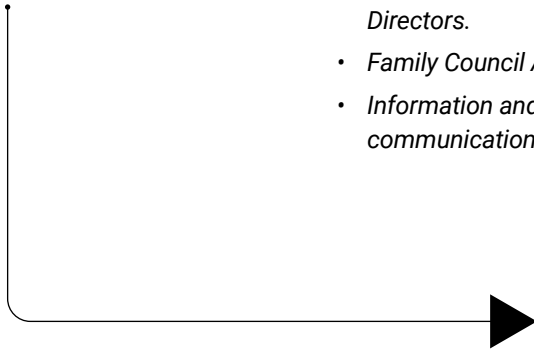 Directors.
• Family Council A
• Information and
communication